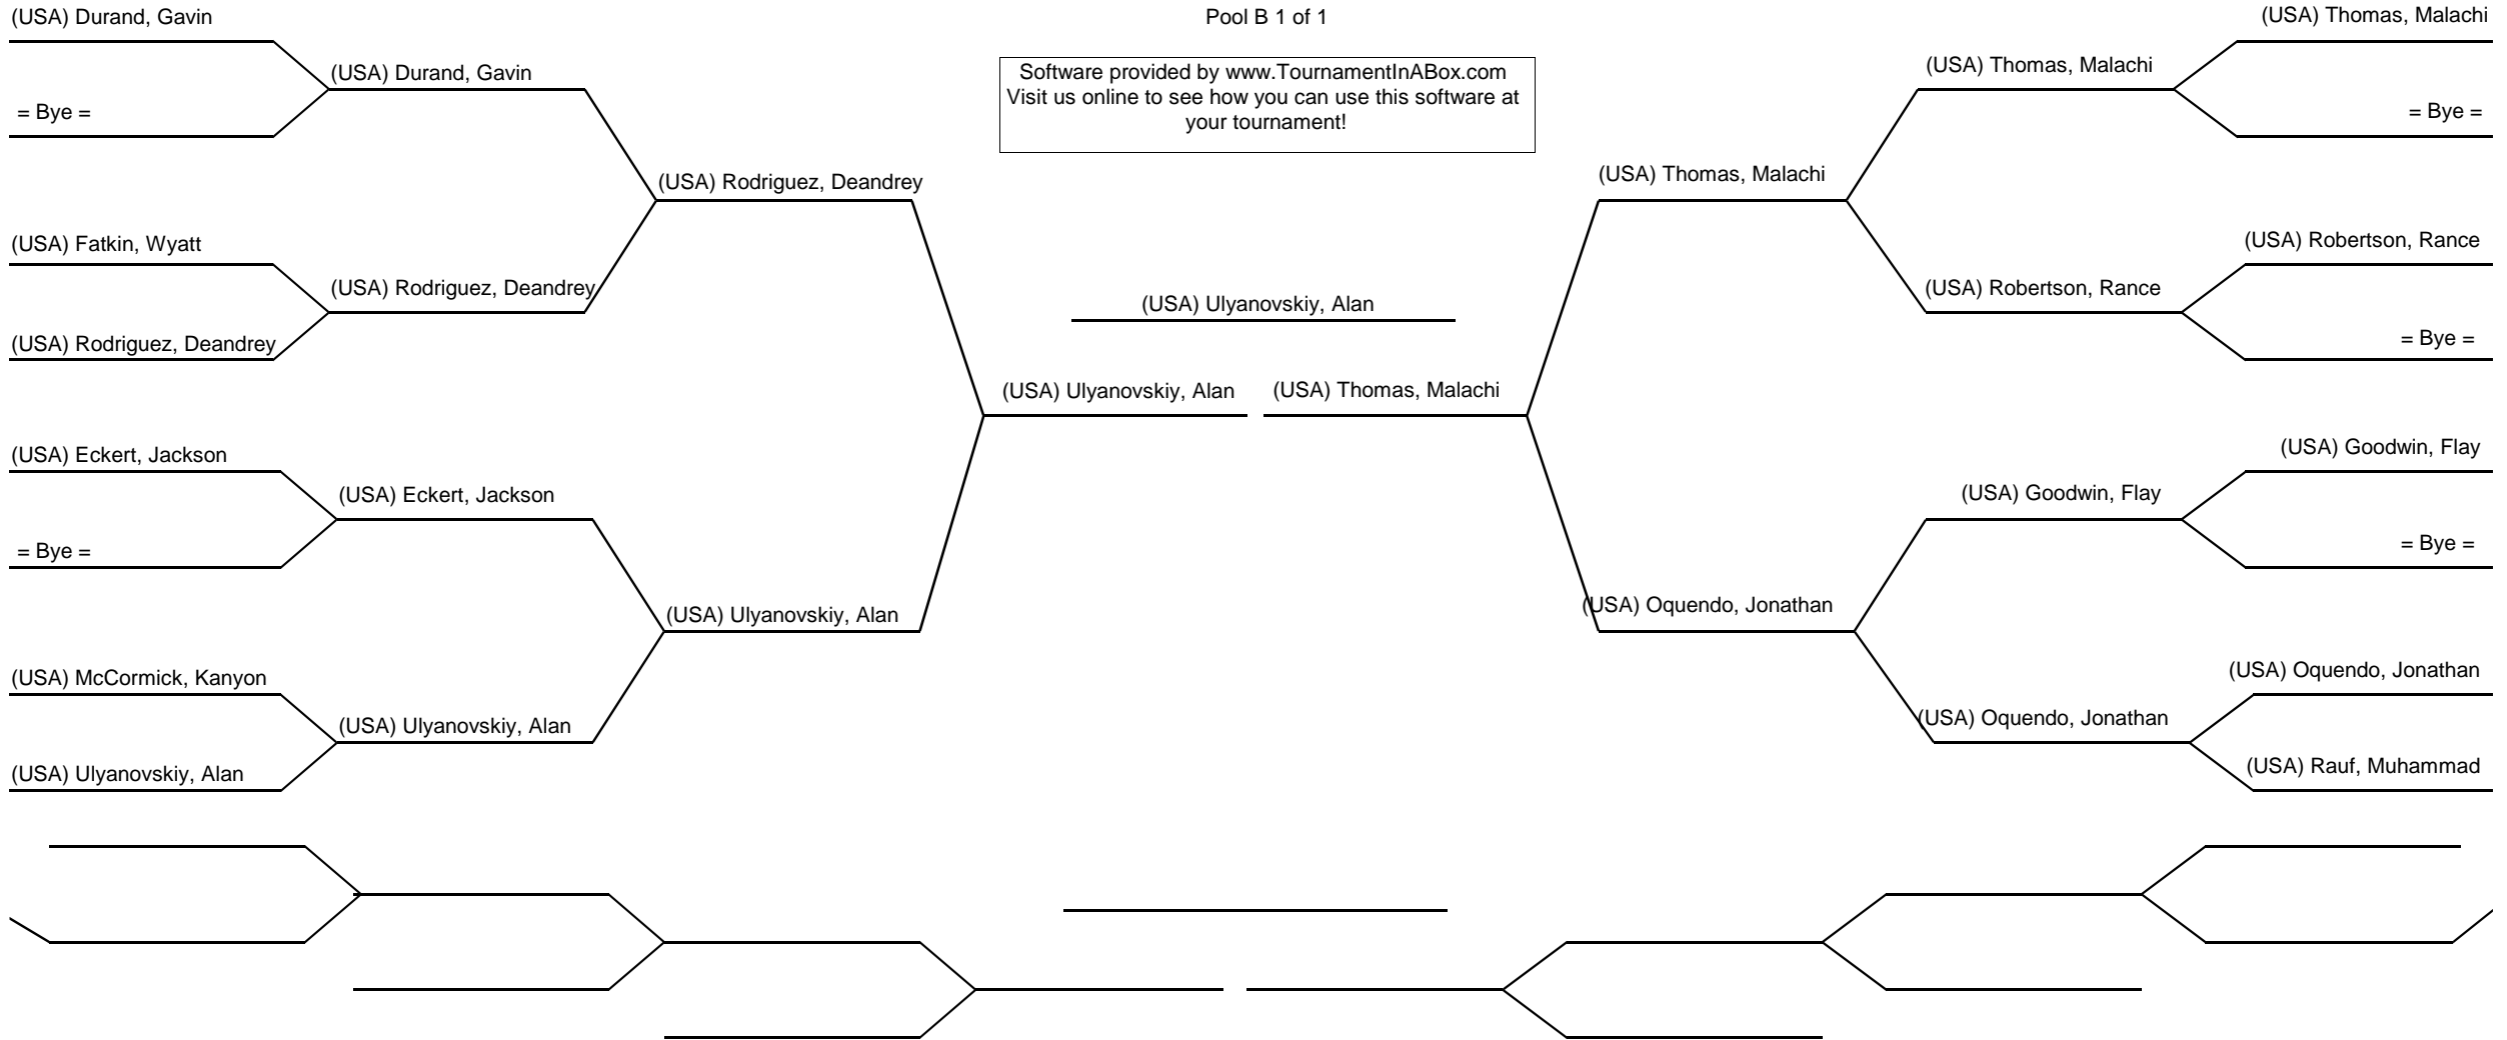 (USA) Durand, Gavin
= Bye =
(USA) Fatkin, Wyatt
(USA) Rodriguez, Deandrey
(USA) Eckert, Jackson
= Bye =
(USA) McCormick, Kanyon
(USA) Ulyanovskiy, Alan
(USA) Durand, Gavin
(USA) Rodriguez, Deandrey
(USA) Eckert, Jackson
(USA) Ulyanovskiy, Alan
(USA) Rodriguez, Deandrey
(USA) Ulyanovskiy, Alan
Pool B 1 of 1
Software provided by www.TournamentInABox.com
Visit us online to see how you can use this software at
your tournament!
(USA) Ulyanovskiy, Alan
(USA) Ulyanovskiy, Alan
(USA) Thomas, Malachi
(USA) Thomas, Malachi
(USA) Oquendo, Jonathan
(USA) Thomas, Malachi
(USA) Robertson, Rance
(USA) Goodwin, Flay
(USA) Oquendo, Jonathan
(USA) Thomas, Malachi
= Bye =
(USA) Robertson, Rance
= Bye =
(USA) Goodwin, Flay
= Bye =
(USA) Oquendo, Jonathan
(USA) Rauf, Muhammad